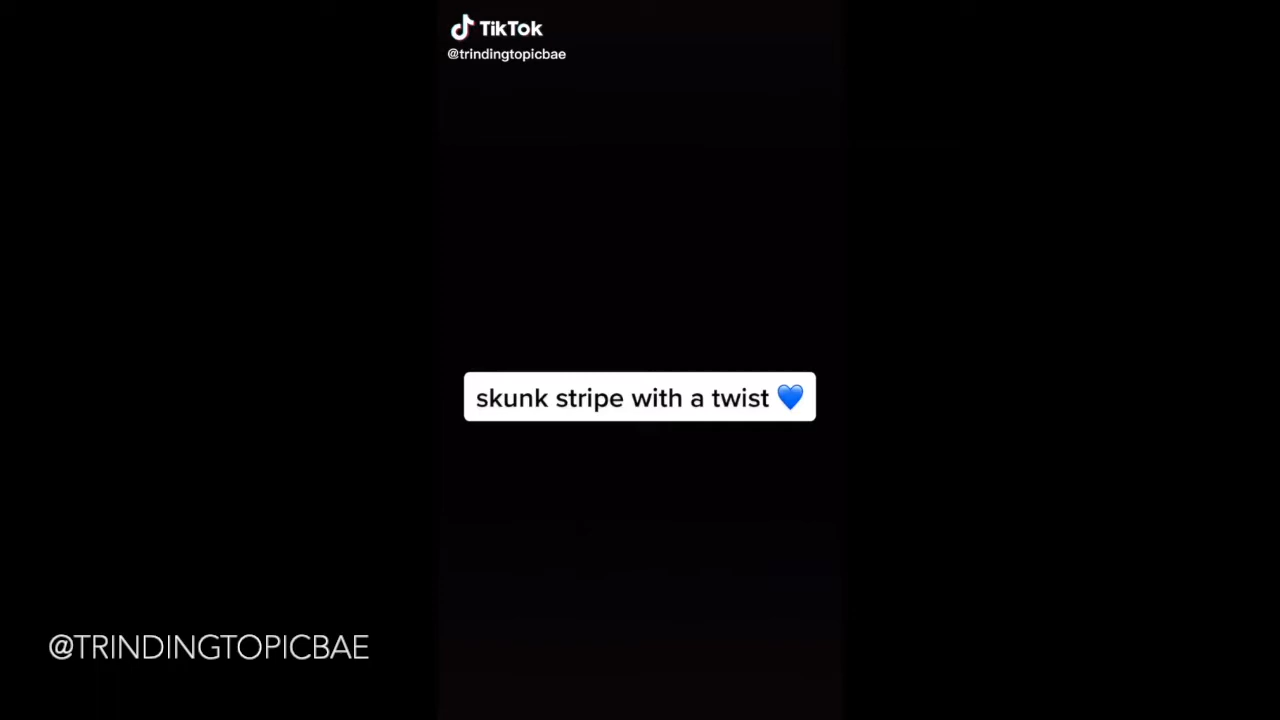 TikTok
@trindingtopicbae
skunk stripe with a twist 💙
@TRINDINGTOPICBAE